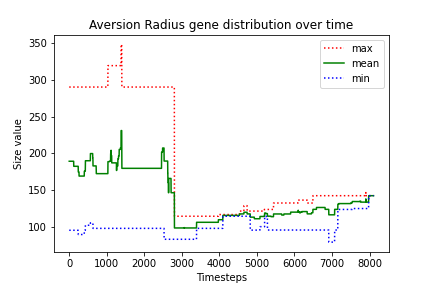 Aversion Radius gene distribution over time
350
300
250
200
150
100
Size value
max
mean
min
0 1000 2000 3000 4000 5000 6000 7000 8000
Timesteps